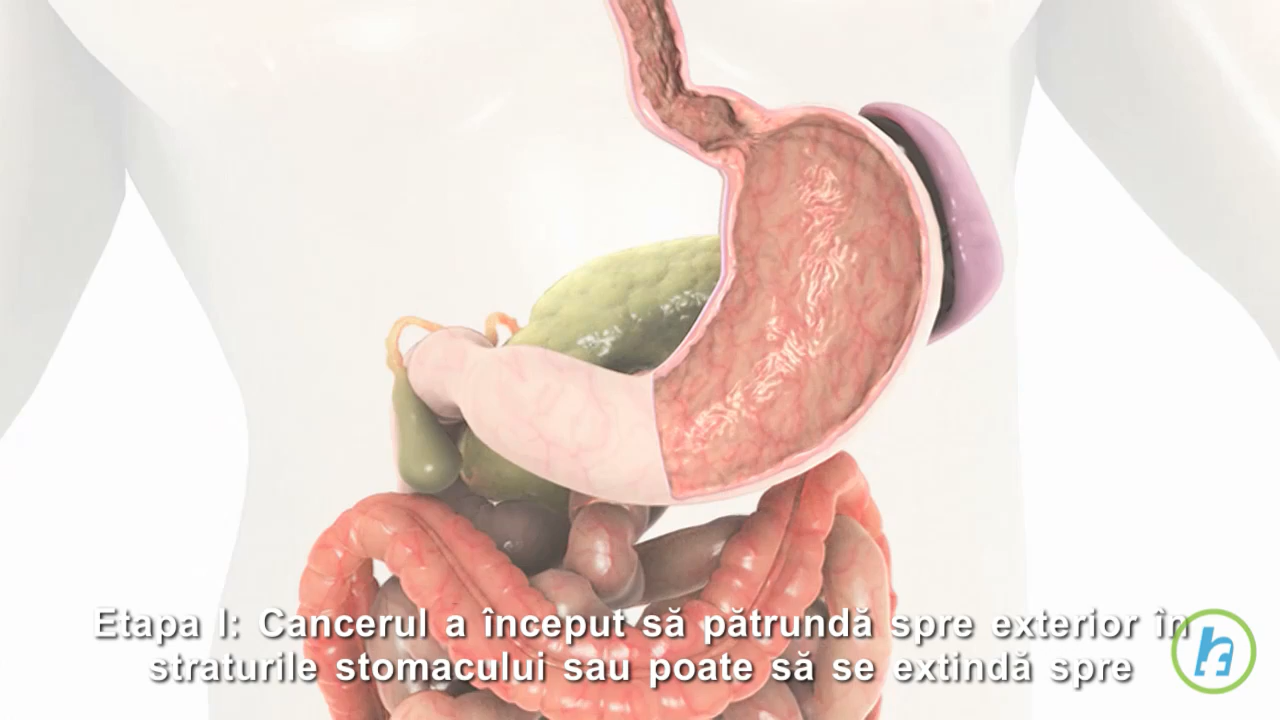 Etapa I: Cancerul a început să pătrundă spre exterior în
straturile stomacului sau poate să se extindă spre